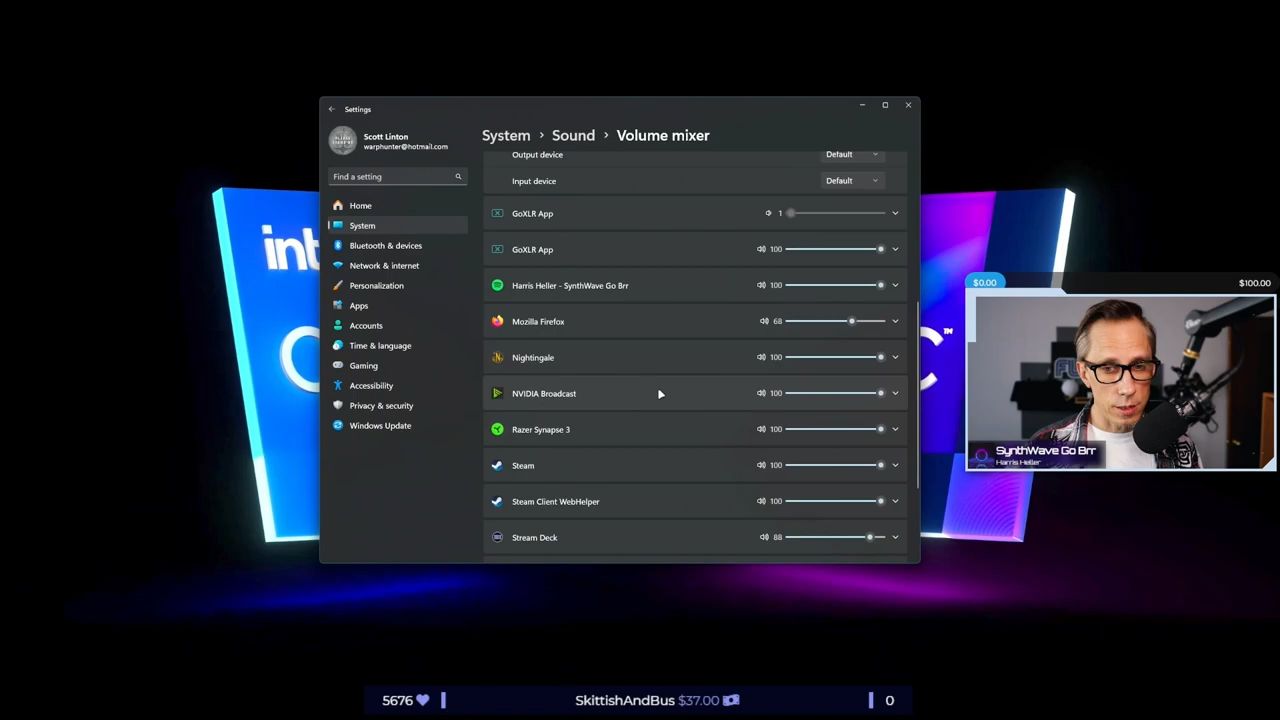 Settings
Scott Linton
warphunter@hotmail.com
Find a setting
Home
System
Bluetooth & devices
Network & internet
Personalization
Apps
Accounts
Time & language
Gaming
Accessibility
Privacy & security
Windows Update
System › Sound › Volume mixer
Output device Default
Input device Default
GoXLR App 1
GoXLR App 100
Harris Heller - SynthWave Go Brr 100
Mozilla Firefox 68
Nightingale 100
NVIDIA Broadcast 100
Razer Synapse 3 100
Steam 100
Steam Client WebHelper 100
Stream Deck 88
$0.00 $100.00
SynthWave Go Brr
Harris Heller
5676 SkittishAndBus $37.00 0